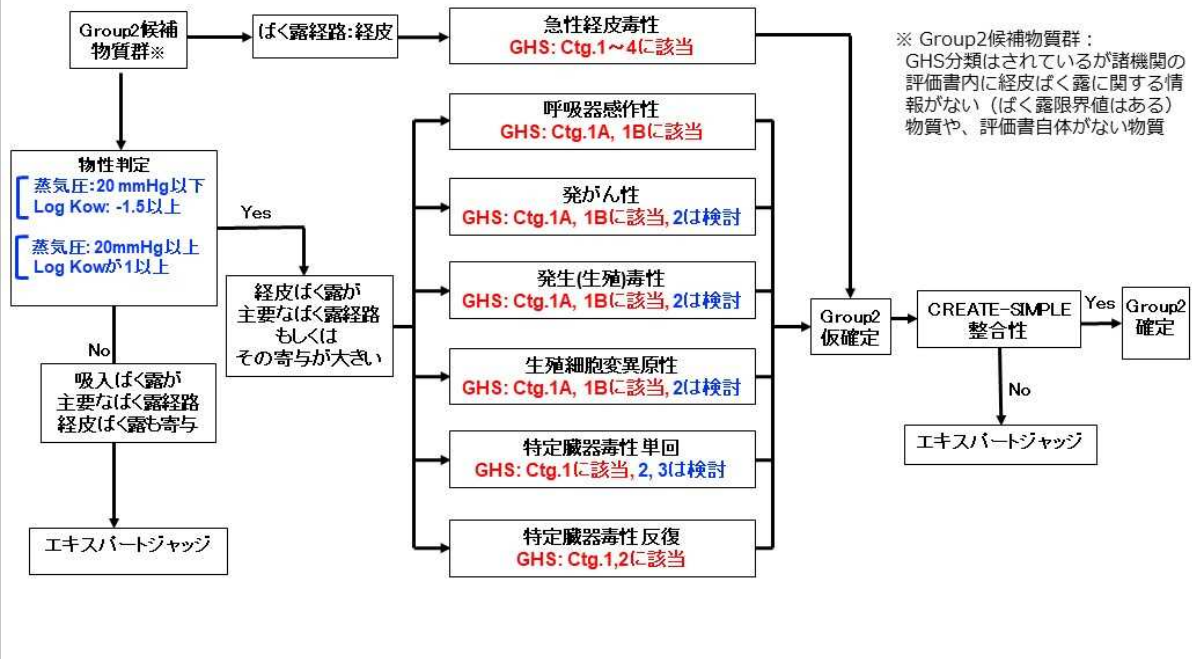 Group2候補
物質群※
ばく露経路:経皮
急性経皮毒性
GHS: Ctg.1～4に該当
※ Group2候補物質群：
GHS分類はされているが諸機関の
評価書内に経皮ばく露に関する情
報がない（ばく露限界値はある）
物質や、評価書自体がない物質
物性判定
蒸気圧:20 mmHg以下
Log Kow: -1.5以上
蒸気圧: 20mmHg以上
Log Kowが1以上
Yes
No
経皮ばく露が
主要なばく露経路
もしくは
その寄与が大きい
吸入ばく露が
主要なばく露経路
経皮ばく露も寄与
エキスパートジャッジ
呼吸器感作性
GHS: Ctg.1A, 1Bに該当
発がん性
GHS: Ctg.1A, 1Bに該当, 2は検討
発生(生殖)毒性
GHS: Ctg.1A, 1Bに該当, 2は検討
生殖細胞変異原性
GHS: Ctg.1A, 1Bに該当, 2は検討
特定臓器毒性 単回
GHS: Ctg.1に該当, 2, 3は検討
特定臓器毒性 反復
GHS: Ctg.1,2に該当
Group2
仮確定
CREATE-SIMPLE
整合性
Yes
Group2
確定
No
エキスパートジャッジ